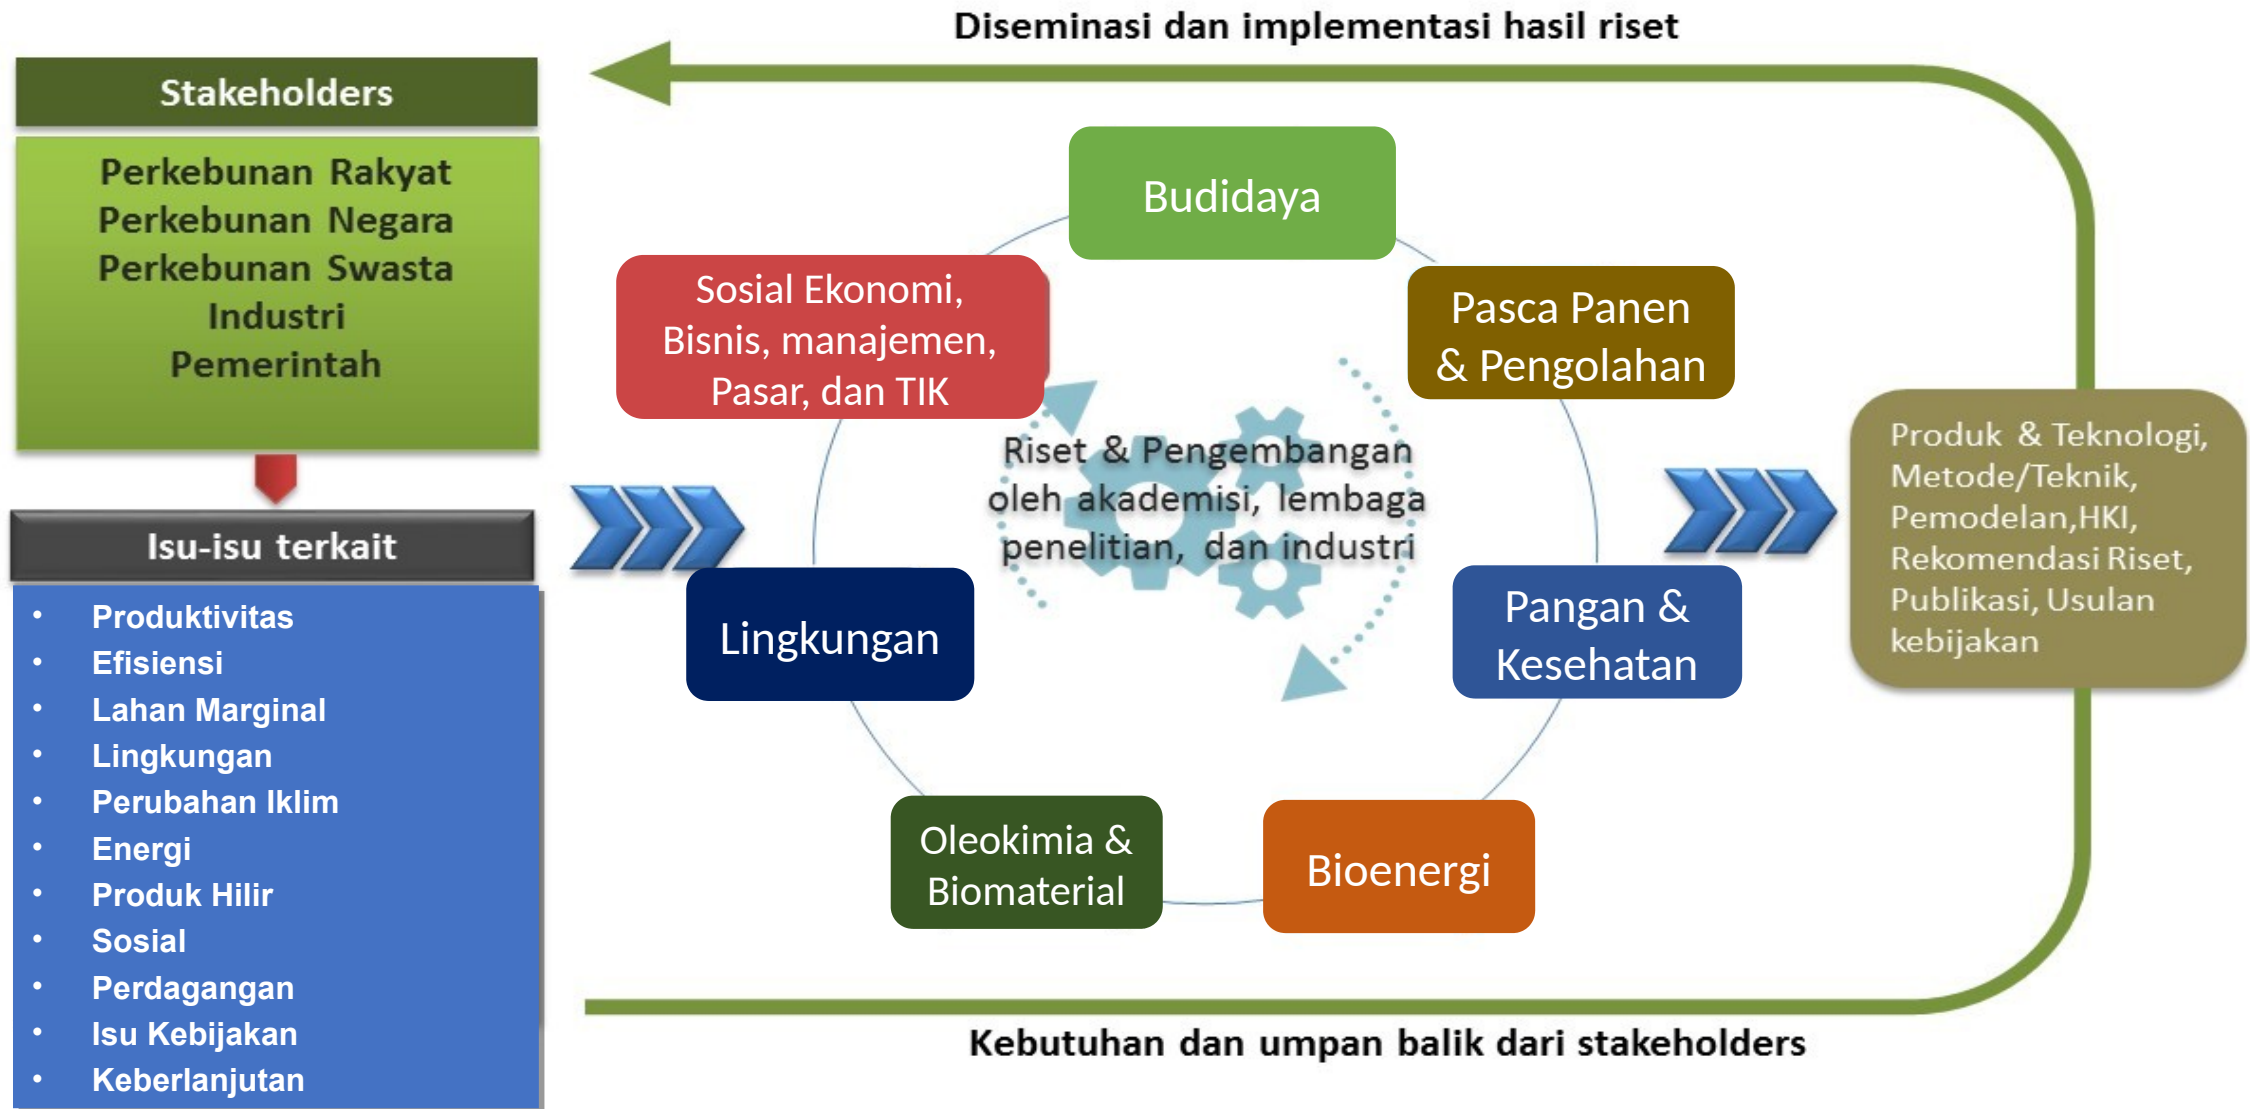 Diseminasi dan implementasi hasil riset
Stakeholders
Perkebunan Rakyat
Perkebunan Negara
Perkebunan Swasta
Industri
Pemerintah
Isu-isu terkait
• Produktivitas
• Efisiensi
• Lahan Marginal
• Lingkungan
• Perubahan Iklim
• Energi
• Produk Hilir
• Sosial
• Perdagangan
• Isu Kebijakan
• Keberlanjutan
Budidaya
Sosial Ekonomi,
Bisnis, manajemen,
Pasar, dan TIK
Pasca Panen
& Pengolahan
Riset & Pengembangan
oleh akademisi, lembaga
penelitian, dan industri
Lingkungan
Pangan &
Kesehatan
Oleokimia &
Biomaterial
Bioenergi
Produk & Teknologi,
Metode/Teknik,
Pemodelan,HKI,
Rekomendasi Riset,
Publikasi, Usulan
kebijakan
Kebutuhan dan umpan balik dari stakeholders